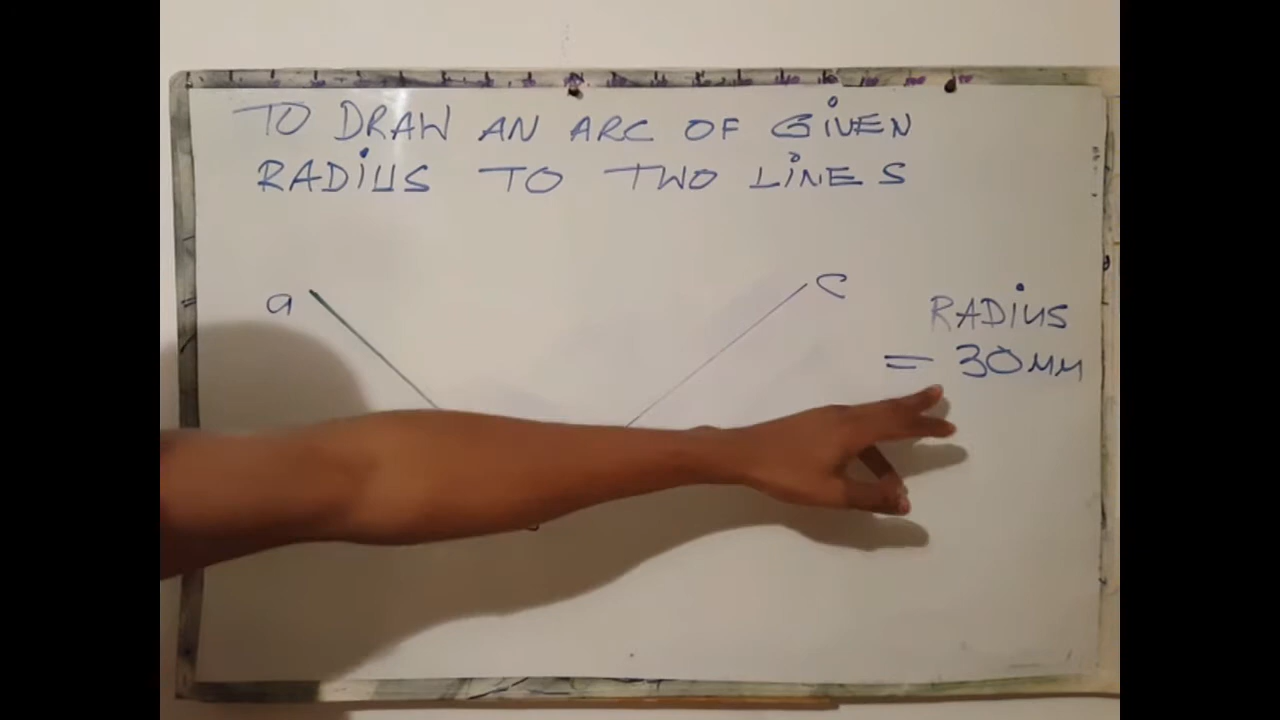 TO DRAW AN ARC OF GIVEN
RADIUS TO TWO LINES
a
C
RADIUS
= 30mm